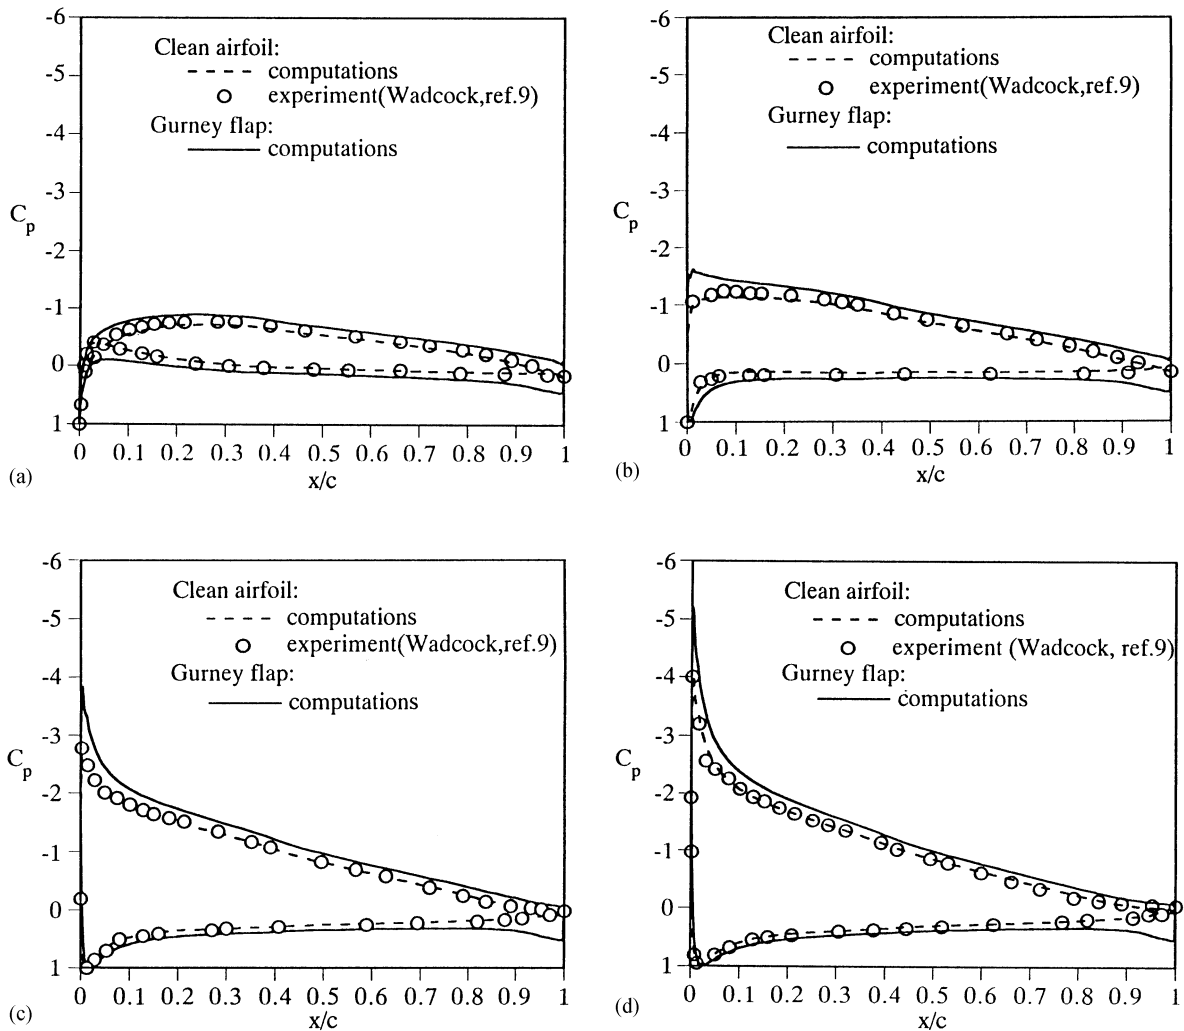 -6
Clean airfoil:
computations
experiment(Wadcock,ref.9)
Gurney flap:
computations
-5
-4
-3
-2
-1
0
1
C_p
0 0.1 0.2 0.3 0.4 0.5 0.6 0.7 0.8 0.9 1
x/c
(a)
-6
Clean airfoil:
computations
experiment(Wadcock,ref.9)
Gurney flap:
computations
-5
-4
-3
-2
-1
0
1
C_p
0 0.1 0.2 0.3 0.4 0.5 0.6 0.7 0.8 0.9 1
x/c
(b)
-6
Clean airfoil:
computations
experiment(Wadcock,ref.9)
Gurney flap:
computations
-5
-4
-3
-2
-1
0
1
C_p
0 0.1 0.2 0.3 0.4 0.5 0.6 0.7 0.8 0.9 1
x/c
(c)
-6
Clean airfoil:
computations
experiment (Wadcock, ref.9)
Gurney flap:
computations
-5
-4
-3
-2
-1
0
1
C_p
0 0.1 0.2 0.3 0.4 0.5 0.6 0.7 0.8 0.9 1
x/c
(d)